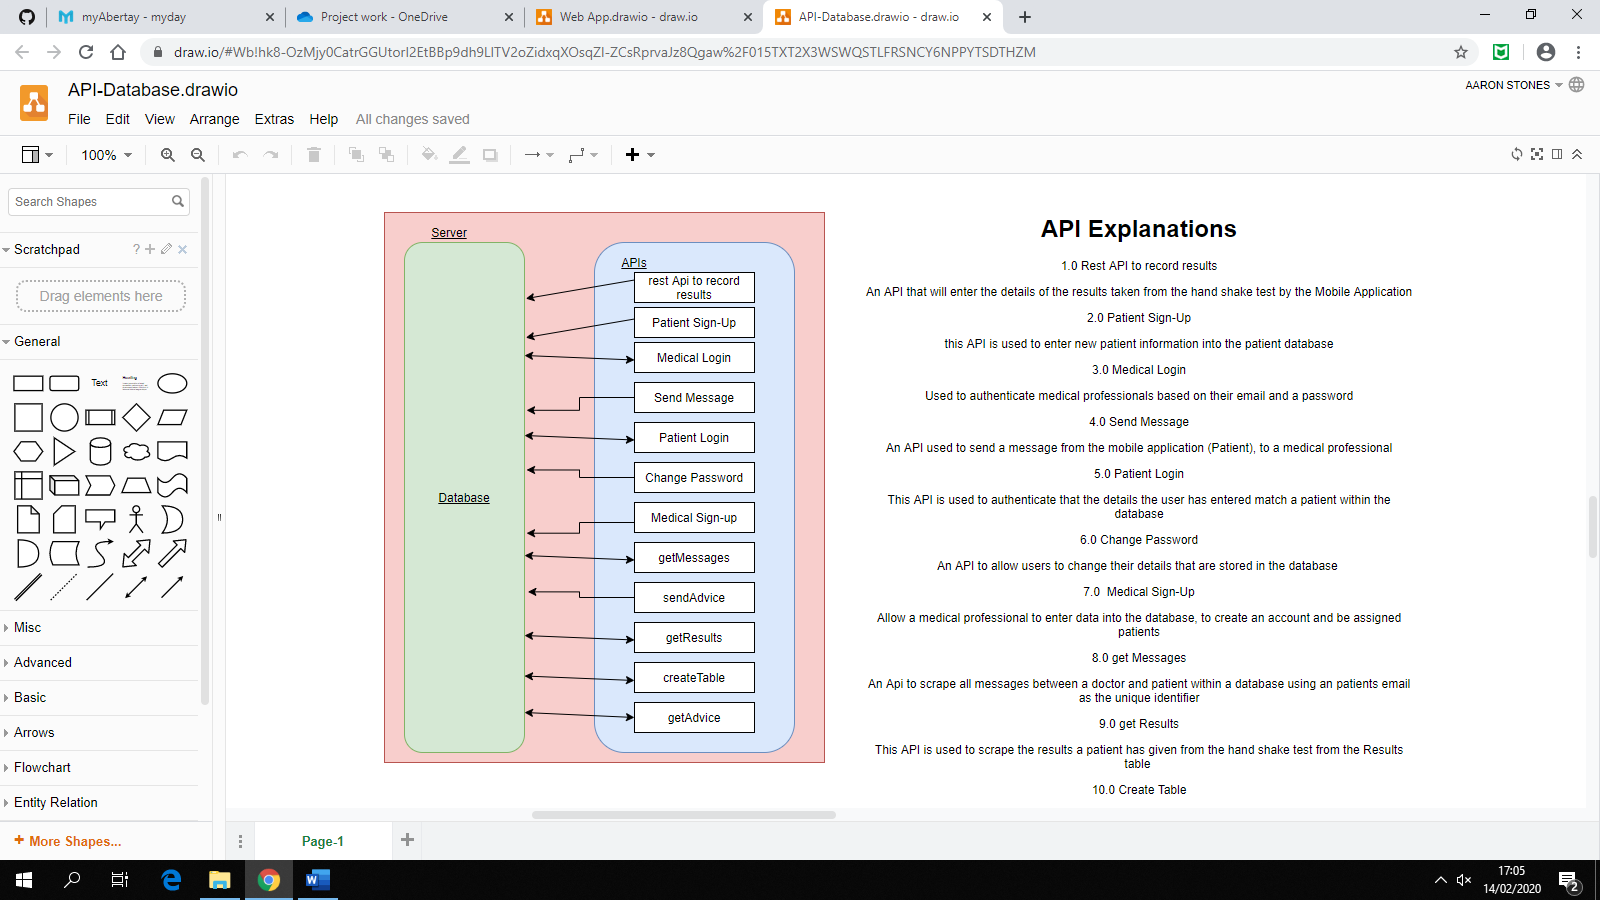 myAbertay - myday
Project work - OneDrive
Web App.drawio - draw.io
API-Database.drawio - draw.io
draw.io/#Wb!hk8-OzMjy0CatrGGUtorI2EtBBp9dh9LlTV2oZidxqXOsqZI-ZCsRprvaJz8Qgaw%2F015TXT2X3WSWQSTLFRSNCY6NPPYTSDTHZM
API-Database.drawio
AARON STONES
File Edit View Arrange Extras Help All changes saved
100%
Search Shapes
Scratchpad
?
Drag elements here
General
Text
Heading
Misc
Advanced
Basic
Arrows
Flowchart
Entity Relation
+ More Shapes...
Server
Database
APIs
rest Api to record
results
Patient Sign-Up
Medical Login
Send Message
Patient Login
Change Password
Medical Sign-up
getMessages
sendAdvice
getResults
createTable
getAdvice
API Explanations
1.0 Rest API to record results
An API that will enter the details of the results taken from the hand shake test by the Mobile Application
2.0 Patient Sign-Up
this API is used to enter new patient information into the patient database
3.0 Medical Login
Used to authenticate medical professionals based on their email and a password
4.0 Send Message
An API used to send a message from the mobile application (Patient), to a medical professional
5.0 Patient Login
This API is used to authenticate that the details the user has entered match a patient within the
database
6.0 Change Password
An API to allow users to change their details that are stored in the database
7.0 Medical Sign-Up
Allow a medical professional to enter data into the database, to create an account and be assigned
patients
8.0 get Messages
An Api to scrape all messages between a doctor and patient within a database using an patients email
as the unique identifier
9.0 get Results
This API is used to scrape the results a patient has given from the hand shake test from the Results
table
10.0 Create Table
Page-1
17:05
14/02/2020
2